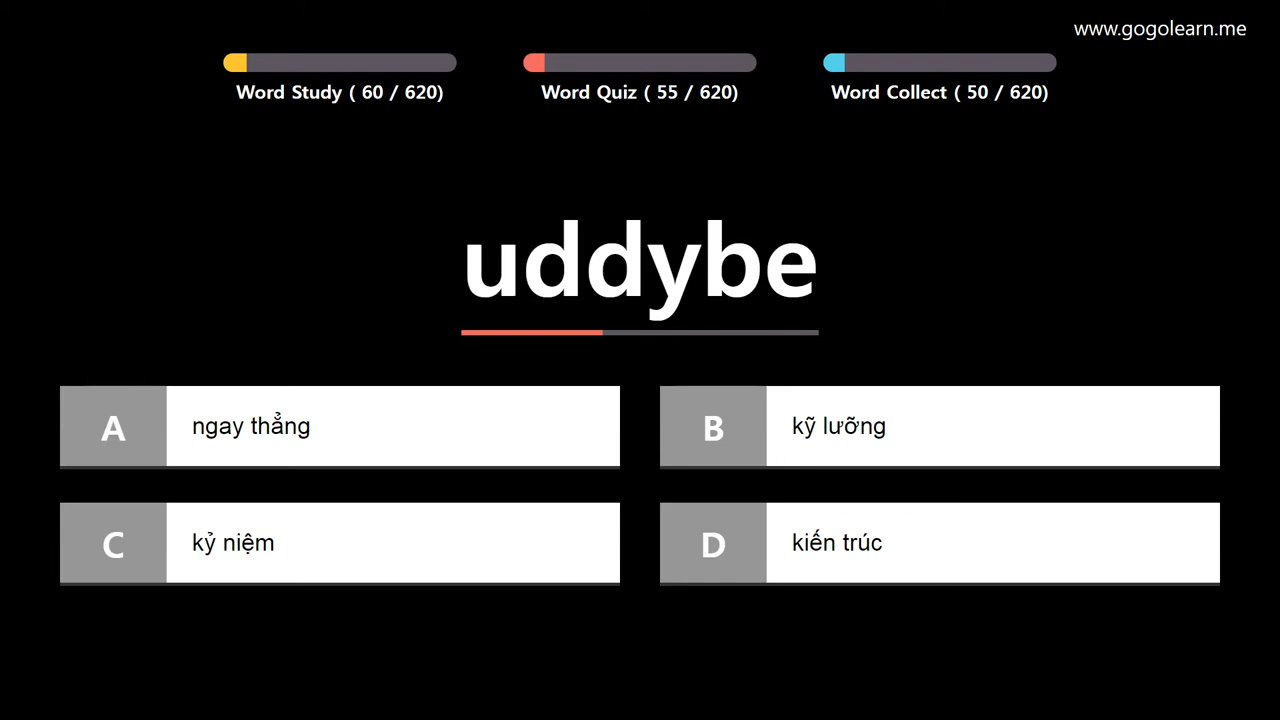 www.gogolearn.me
Word Study ( 60 / 620)
Word Quiz ( 55 / 620)
Word Collect ( 50 / 620)
uddybe
A
ngay thẳng
B
kỹ lưỡng
C
kỷ niệm
D
kiến trúc